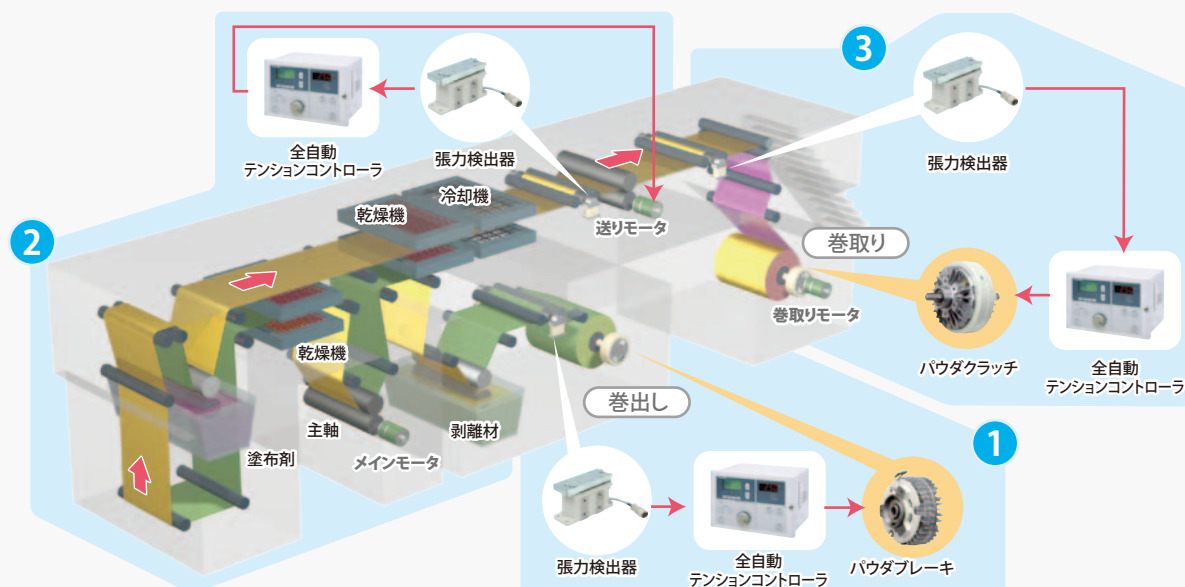 3
全自動
テンションコントローラ
張力検出器
張力検出器
冷却機
乾燥機
送りモータ
2
巻取り
巻取りモータ
乾燥機
パウダクラッチ
全自動
テンションコントローラ
巻出し
主軸
剥離材
塗布剤
メインモータ
1
張力検出器
全自動
テンションコントローラ
パウダブレーキ